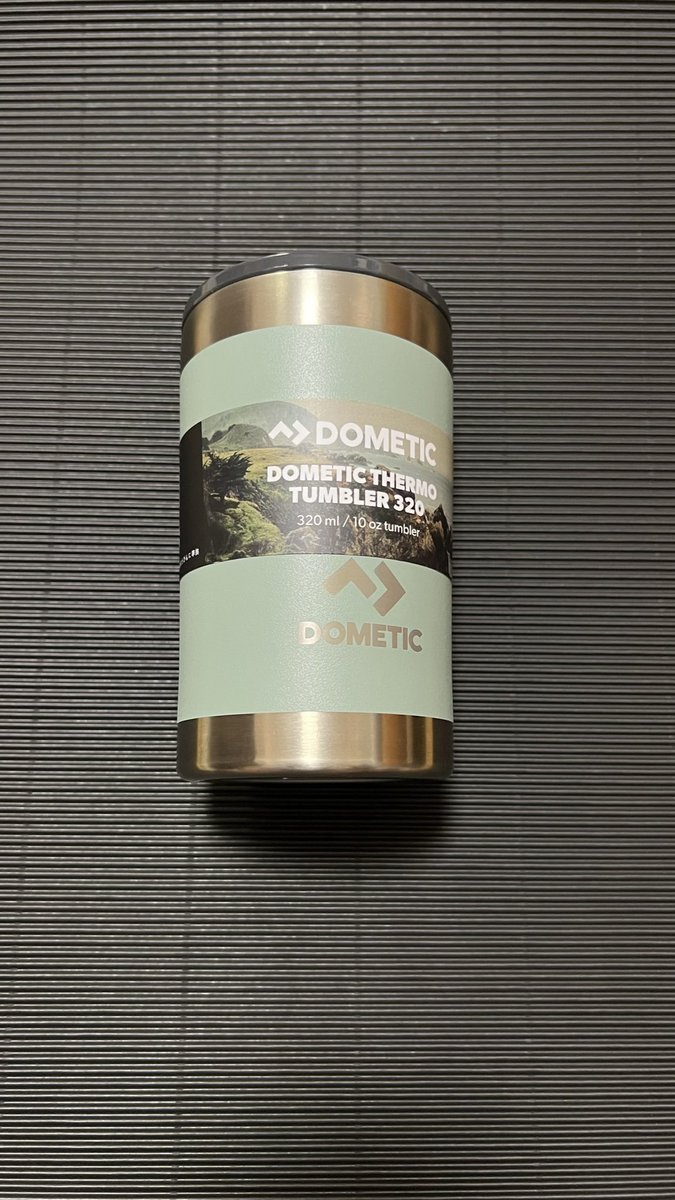 DOMETIC
DOMETIC THERMO
TUMBLER 320
320 ml / 10 oz tumbler
DOMETIC